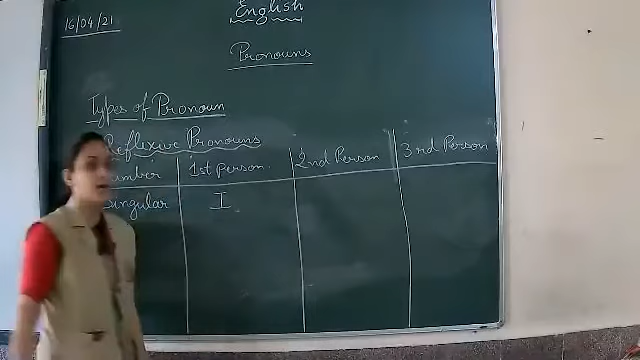 16/04/21
English
Pronouns
Types of Pronoun
Reflexive Pronouns
Number 1st person. 2nd Person 3rd Person
Singular I